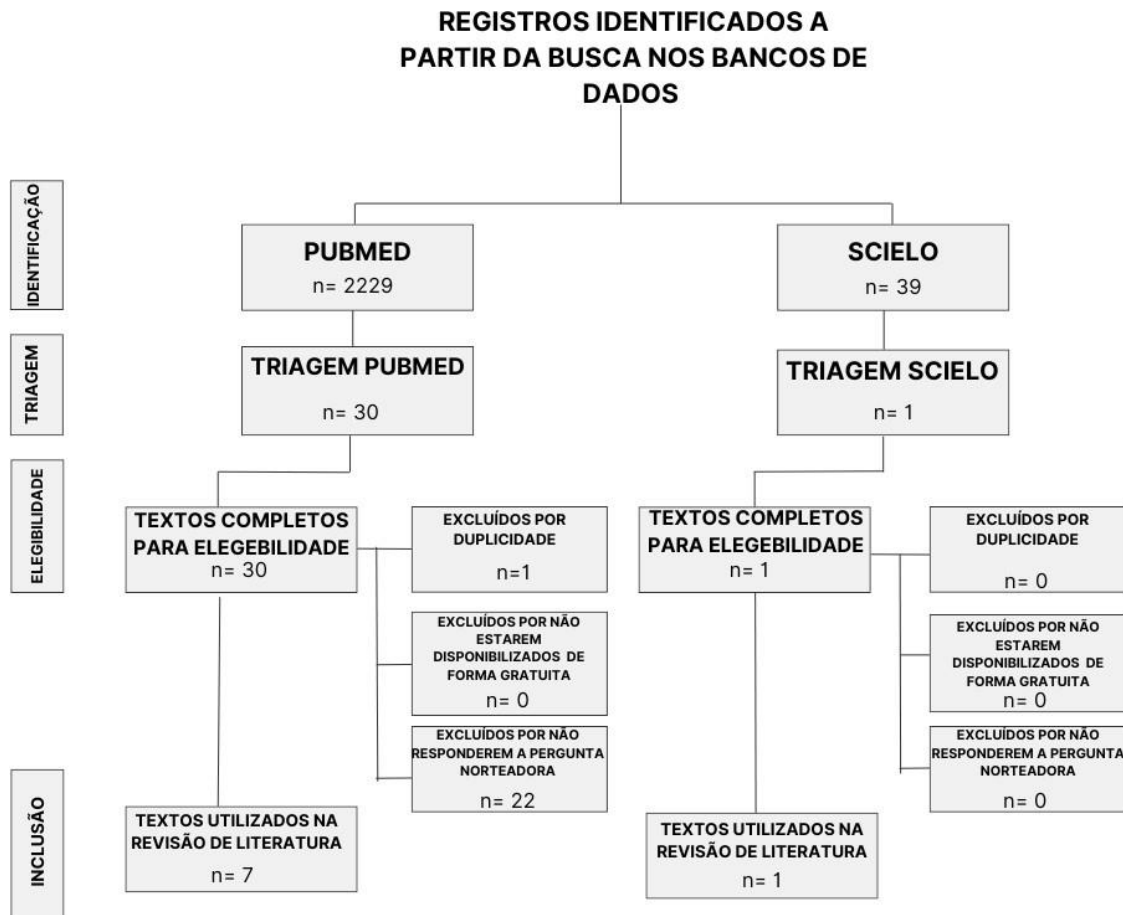 REGISTROS IDENTIFICADOS A
PARTIR DA BUSCA NOS BANCOS DE
DADOS
IDENTIFICAÇÃO
PUBMED
n= 2229
SCIELO
n= 39
TRIAGEM
TRIAGEM PUBMED
n= 30
TRIAGEM SCIELO
n= 1
ELEGIBILIDADE
TEXTOS COMPLETOS
PARA ELEGEBILIDADE
n= 30
EXCLUÍDOS POR
DUPLICIDADE
n=1
EXCLUÍDOS POR NÃO
ESTAREM
DISPONIBILIZADOS DE
FORMA GRATUITA
n= 0
EXCLUÍDOS POR NÃO
RESPONDEREM A PERGUNTA
NORTEADORA
n= 22
TEXTOS COMPLETOS
PARA ELEGEBILIDADE
n= 1
EXCLUÍDOS POR
DUPLICIDADE
n= 0
EXCLUÍDOS POR NÃO
ESTAREM
DISPONIBILIZADOS DE
FORMA GRATUITA
n= 0
EXCLUÍDOS POR NÃO
RESPONDEREM A PERGUNTA
NORTEADORA
n= 0
INCLUSÃO
TEXTOS UTILIZADOS NA
REVISÃO DE LITERATURA
n= 7
TEXTOS UTILIZADOS NA
REVISÃO DE LITERATURA
n= 1